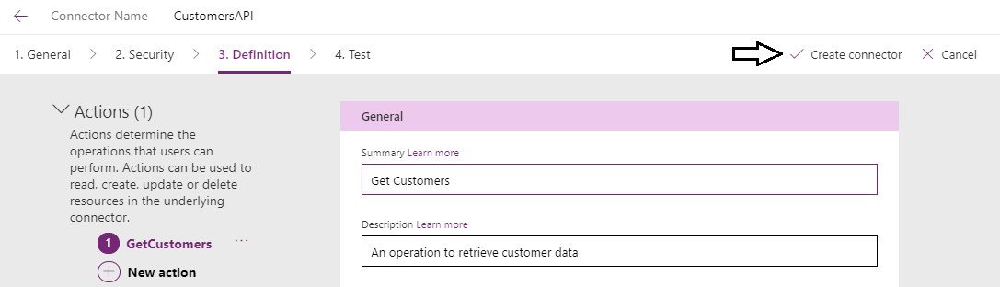 Connector Name CustomersAPI
1. General 2. Security 3. Definition 4. Test Create connector Cancel
Actions (1)
Actions determine the
operations that users can
perform. Actions can be used to
read, create, update or delete
resources in the underlying
connector.
1 GetCustomers ...
New action
General
Summary Learn more
Get Customers
Description Learn more
An operation to retrieve customer data